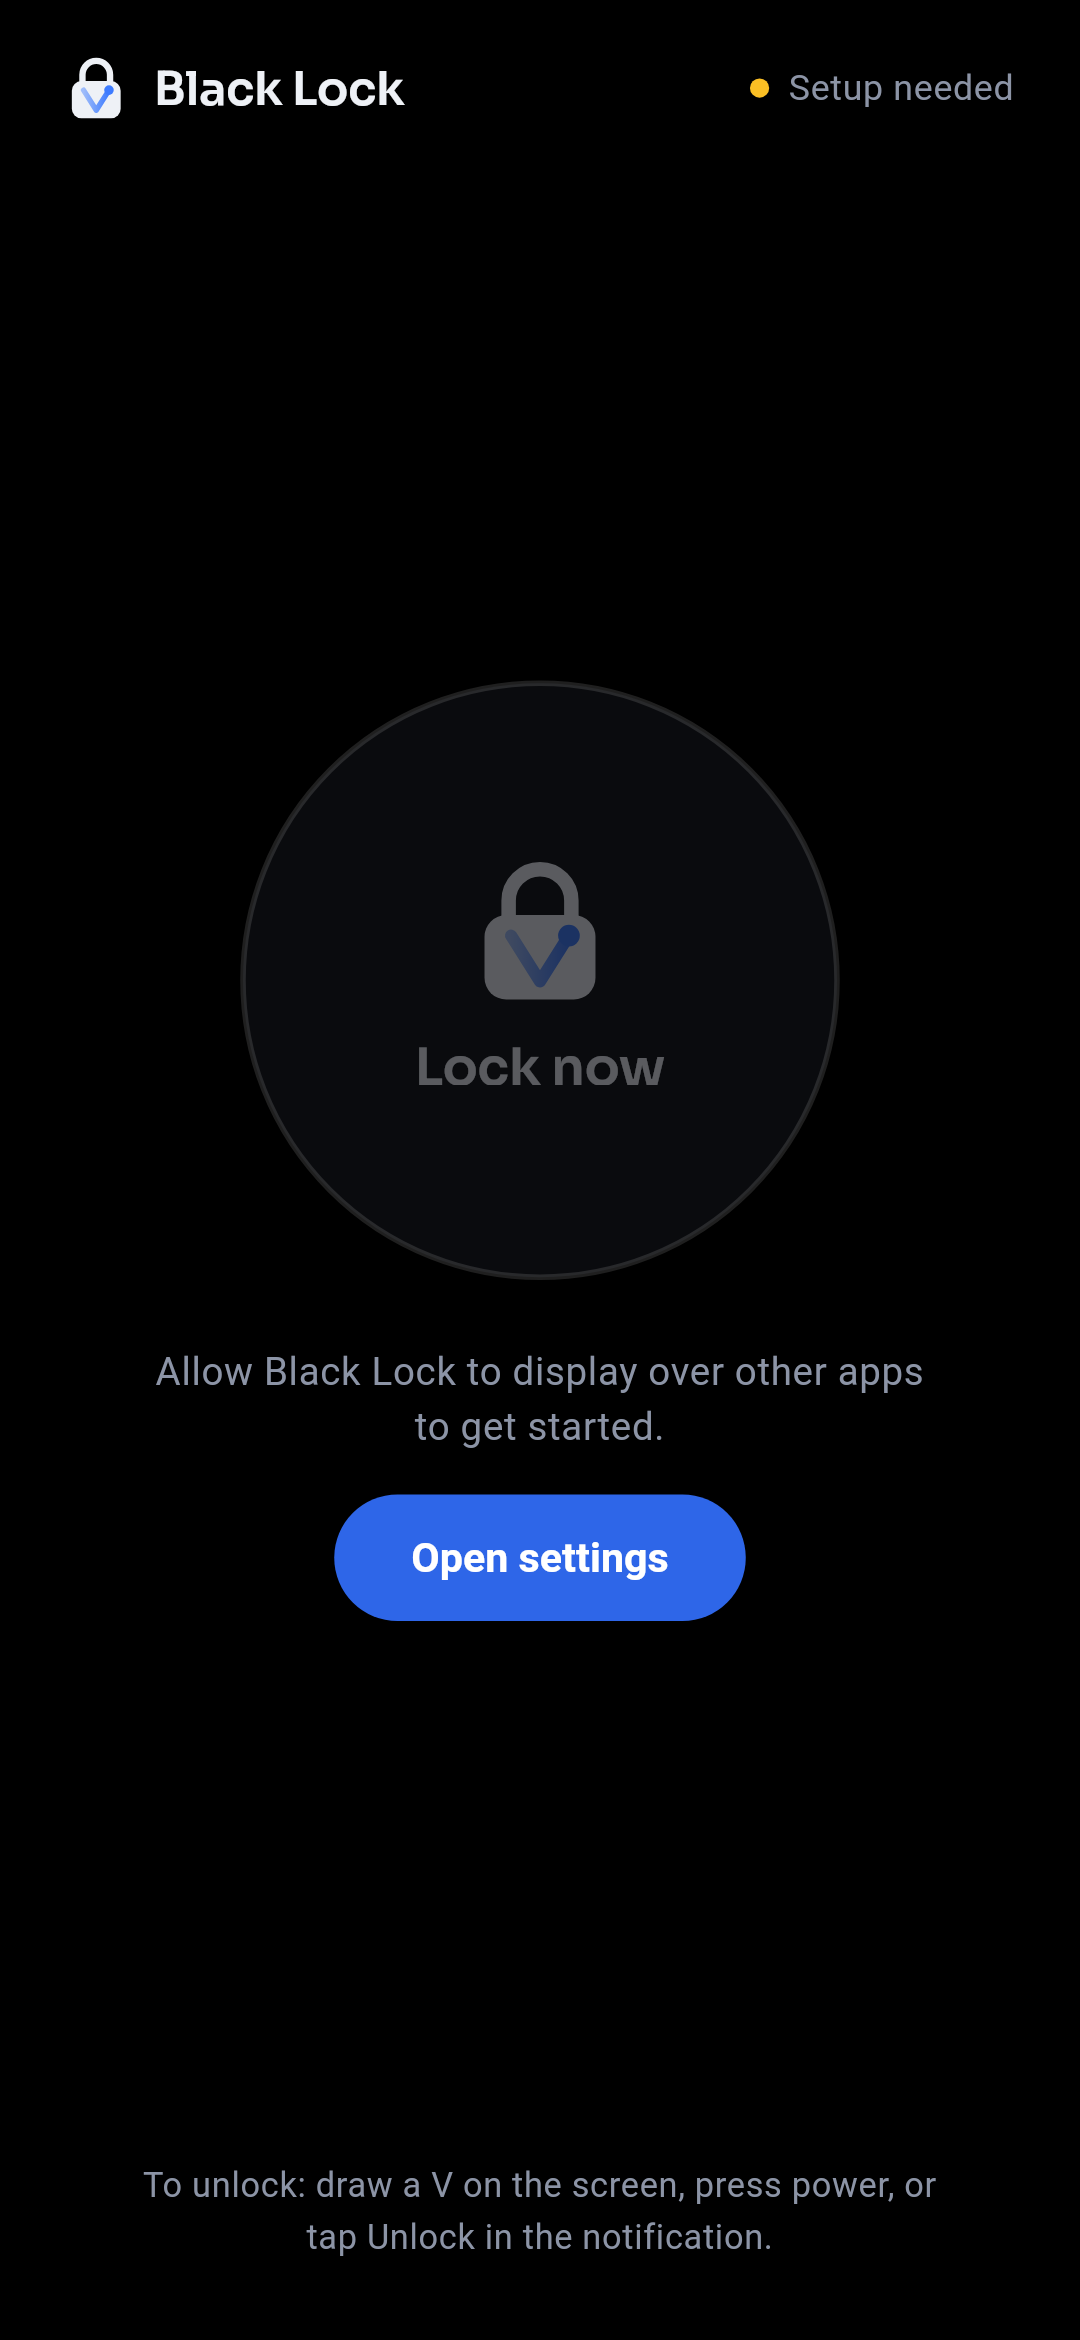 Black Lock
Setup needed
Lock now
Allow Black Lock to display over other apps
to get started.
Open settings
To unlock: draw a V on the screen, press power, or
tap Unlock in the notification.